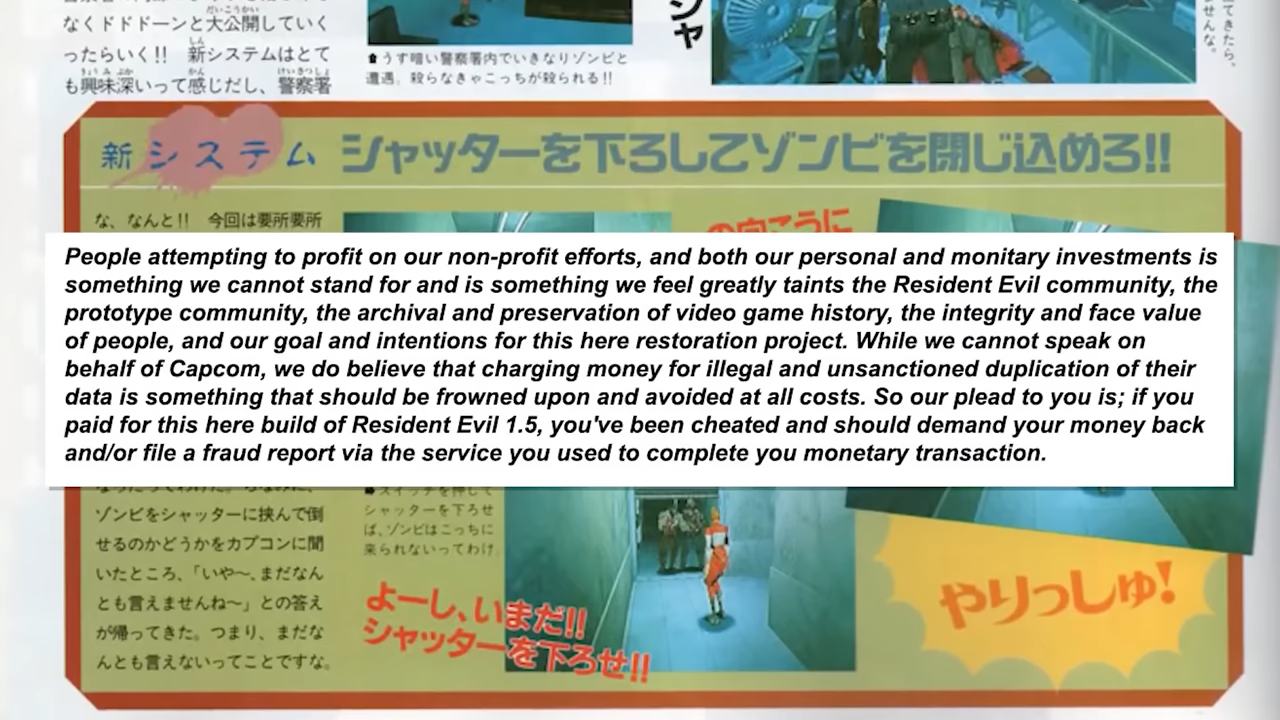 なくドドドーンと大公開していく
ったらいく!! 新システムはとて
も興味深いって感じだし、警察署
⬆うす暗い警察署内でいきなりゾンビと
遭遇。殺らなきゃこっちが殺られる!!
シャ
てきたら、
せんな。
新システム シャッターを下ろしてゾンビを閉じ込めろ!!
な、なんと!! 今回は要所要所
の向こうに
People attempting to profit on our non-profit efforts, and both our personal and monitary investments is
something we cannot stand for and is something we feel greatly taints the Resident Evil community, the
prototype community, the archival and preservation of video game history, the integrity and face value
of people, and our goal and intentions for this here restoration project. While we cannot speak on
behalf of Capcom, we do believe that charging money for illegal and unsanctioned duplication of their
data is something that should be frowned upon and avoided at all costs. So our plead to you is; if you
paid for this here build of Resident Evil 1.5, you've been cheated and should demand your money back
and/or file a fraud report via the service you used to complete you monetary transaction.
ゾンビをシャッターに挟んで倒
せるのかどうかをカプコンに聞
いたところ、「いや〜、まだなん
とも言えませんね〜」との答え
が帰ってきた。つまり、まだな
んとも言えないってことですな。
➡スイッチを押して
シャッターを下ろせ
ば、ゾンビはこっちに
来られないってわけ。
よーし、いまだ!!
シャッターを下ろせ!!
やりっしゅ!